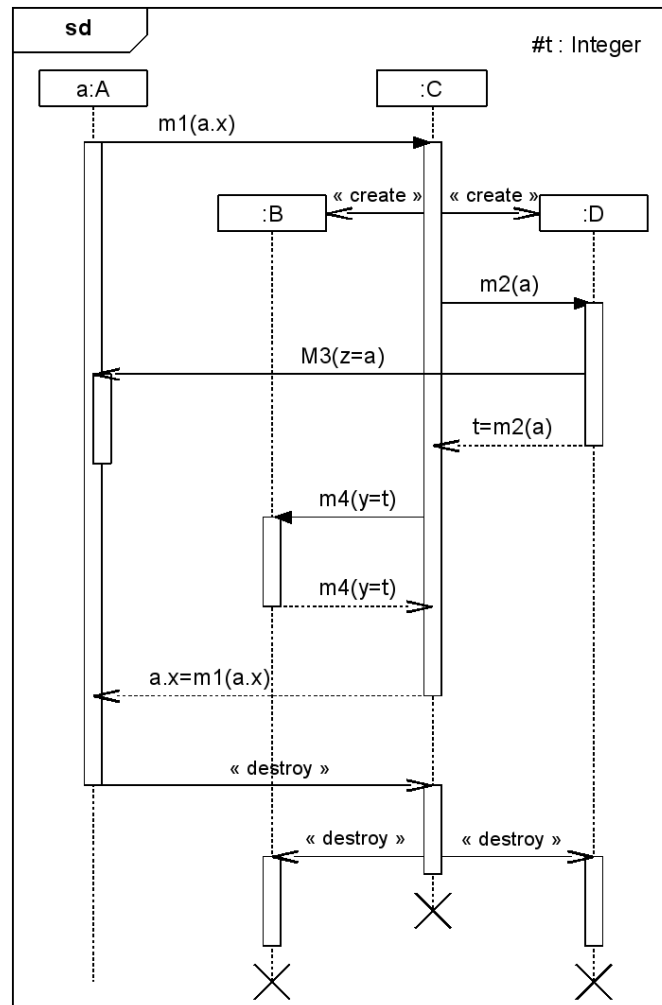 sd
#t : Integer
a:A
:C
m1(a.x)
« create »
« create »
:B
:D
m2(a)
M3(z=a)
t=m2(a)
m4(y=t)
m4(y=t)
a.x=m1(a.x)
« destroy »
« destroy »
« destroy »